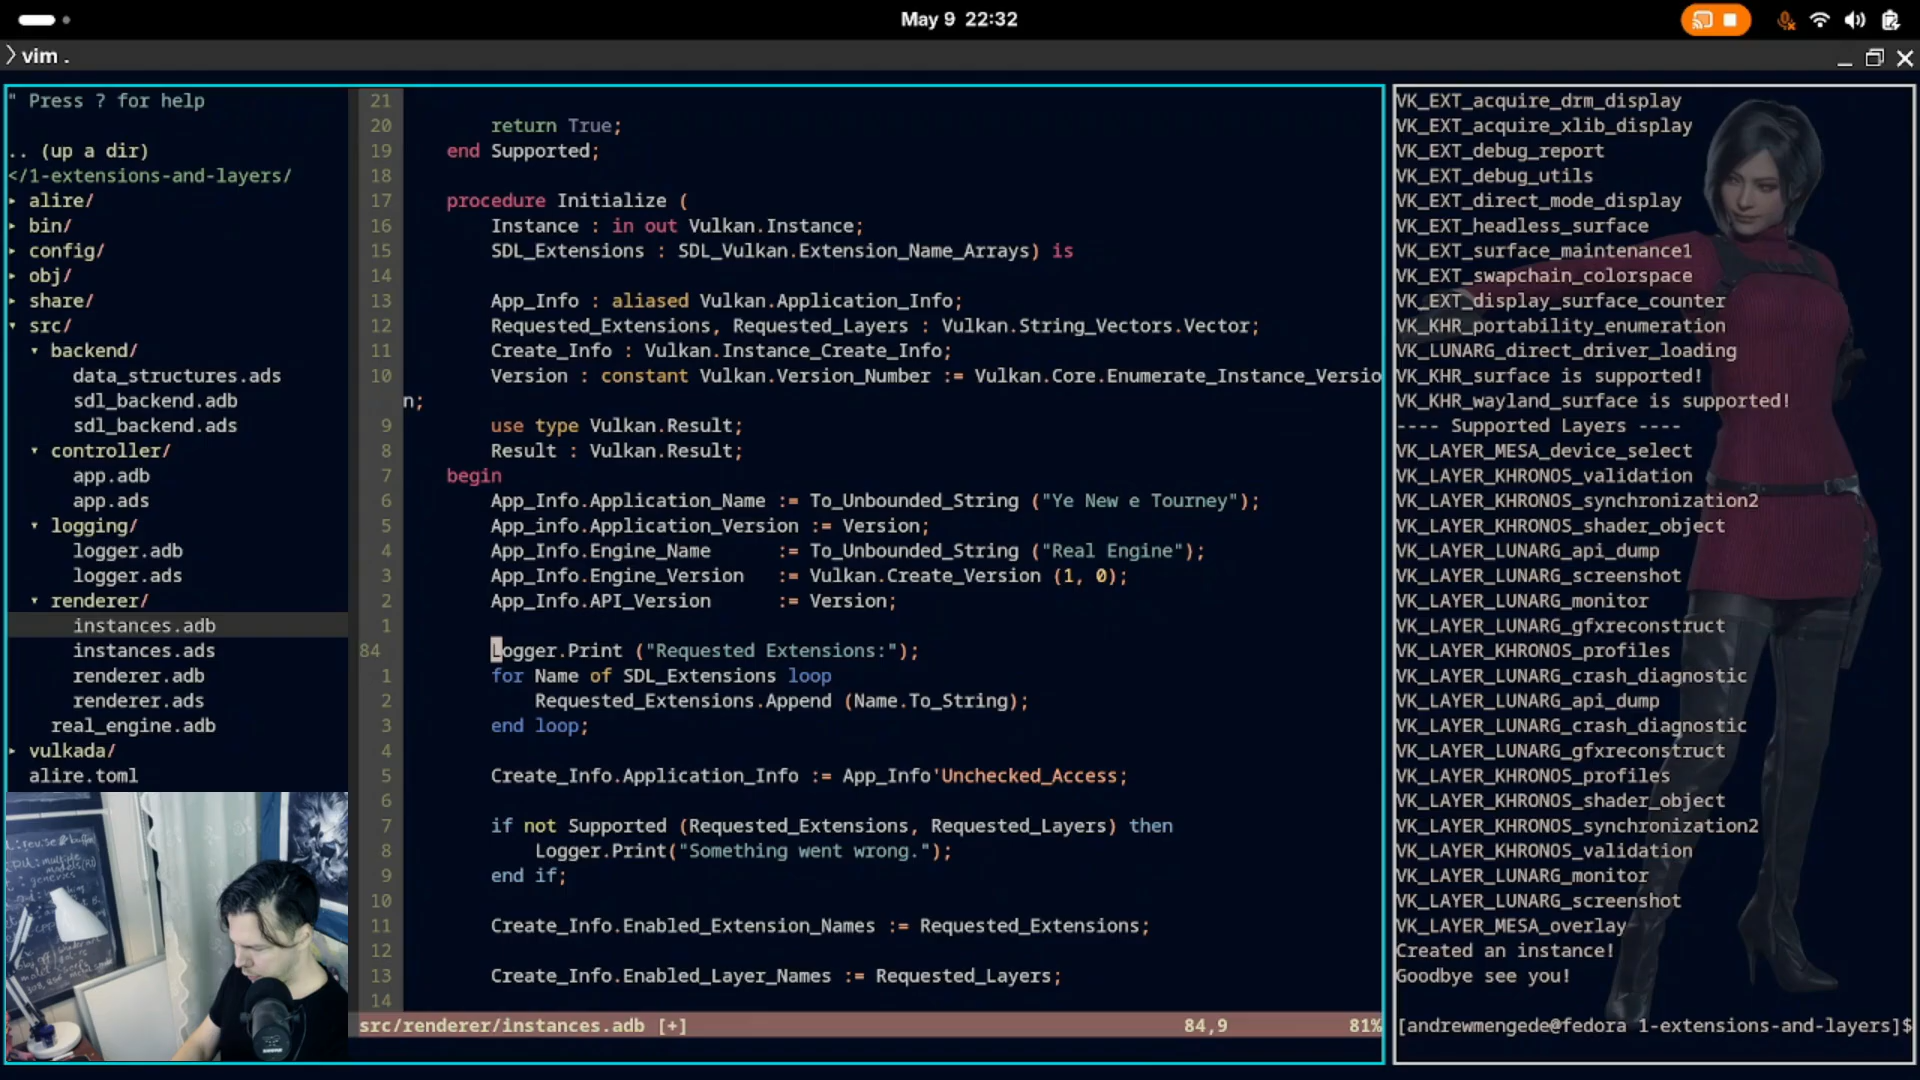 May 9 22:32
vim .
" Press ? for help
.. (up a dir)
</1-extensions-and-layers/
▸ alire/
▸ bin/
▸ config/
▸ obj/
▸ share/
▾ src/
▾ backend/
data_structures.ads
sdl_backend.adb
sdl_backend.ads
▾ controller/
app.adb
app.ads
▾ logging/
logger.adb
logger.ads
▾ renderer/
instances.adb
instances.ads
renderer.adb
renderer.ads
real_engine.adb
▸ vulkada/
alire.toml
21
20 return True;
19 end Supported;
18
17 procedure Initialize (
16 Instance : in out Vulkan.Instance;
15 SDL_Extensions : SDL_Vulkan.Extension_Name_Arrays) is
14
13 App_Info : aliased Vulkan.Application_Info;
12 Requested_Extensions, Requested_Layers : Vulkan.String_Vectors.Vector;
11 Create_Info : Vulkan.Instance_Create_Info;
10 Version : constant Vulkan.Version_Number := Vulkan.Core.Enumerate_Instance_Versio
n;
9 use type Vulkan.Result;
8 Result : Vulkan.Result;
7 begin
6 App_Info.Application_Name := To_Unbounded_String ("Ye New e Tourney");
5 App_info.Application_Version := Version;
4 App_Info.Engine_Name := To_Unbounded_String ("Real Engine");
3 App_Info.Engine_Version := Vulkan.Create_Version (1, 0);
2 App_Info.API_Version := Version;
1
84 Logger.Print ("Requested Extensions:");
1 for Name of SDL_Extensions loop
2 Requested_Extensions.Append (Name.To_String);
3 end loop;
4
5 Create_Info.Application_Info := App_Info'Unchecked_Access;
6
7 if not Supported (Requested_Extensions, Requested_Layers) then
8 Logger.Print("Something went wrong.");
9 end if;
10
11 Create_Info.Enabled_Extension_Names := Requested_Extensions;
12
13 Create_Info.Enabled_Layer_Names := Requested_Layers;
14
src/renderer/instances.adb [+] 84,9 81%
VK_EXT_acquire_drm_display
VK_EXT_acquire_xlib_display
VK_EXT_debug_report
VK_EXT_debug_utils
VK_EXT_direct_mode_display
VK_EXT_headless_surface
VK_EXT_surface_maintenance1
VK_EXT_swapchain_colorspace
VK_EXT_display_surface_counter
VK_KHR_portability_enumeration
VK_LUNARG_direct_driver_loading
VK_KHR_surface is supported!
VK_KHR_wayland_surface is supported!
---- Supported Layers ----
VK_LAYER_MESA_device_select
VK_LAYER_KHRONOS_validation
VK_LAYER_KHRONOS_synchronization2
VK_LAYER_KHRONOS_shader_object
VK_LAYER_LUNARG_api_dump
VK_LAYER_LUNARG_screenshot
VK_LAYER_LUNARG_monitor
VK_LAYER_LUNARG_gfxreconstruct
VK_LAYER_KHRONOS_profiles
VK_LAYER_LUNARG_crash_diagnostic
VK_LAYER_LUNARG_api_dump
VK_LAYER_LUNARG_crash_diagnostic
VK_LAYER_LUNARG_gfxreconstruct
VK_LAYER_KHRONOS_profiles
VK_LAYER_KHRONOS_shader_object
VK_LAYER_KHRONOS_synchronization2
VK_LAYER_KHRONOS_validation
VK_LAYER_LUNARG_monitor
VK_LAYER_LUNARG_screenshot
VK_LAYER_MESA_overlay
Created an instance!
Goodbye see you!
[andrewmengede@fedora 1-extensions-and-layers]$